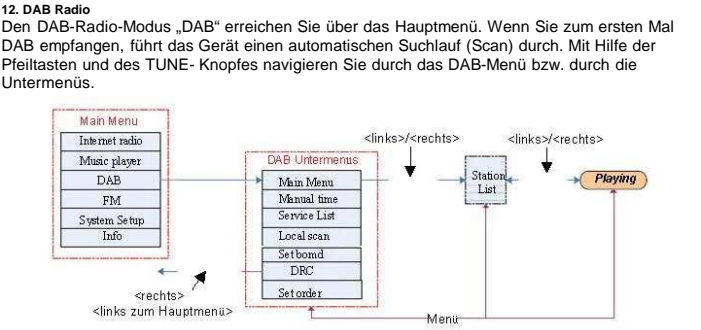 12. DAB Radio
Den DAB-Radio-Modus „DAB“ erreichen Sie über das Hauptmenü. Wenn Sie zum ersten Mal
DAB empfangen, führt das Gerät einen automatischen Suchlauf (Scan) durch. Mit Hilfe der
Pfeiltasten und des TUNE- Knopfes navigieren Sie durch das DAB-Menü bzw. durch die
Untermenüs.
Main Menu
Internet radio
Music player
DAB
FM
System Setup
Info
DAB Untermenus
Main Menu
Manual time
Service List
Local scan
Set bomd
DRC
Set order
<links>/<rechts>
<links>/<rechts>
Station
List
Playing
<rechts>
<links zum Hauptmenü>
Menü